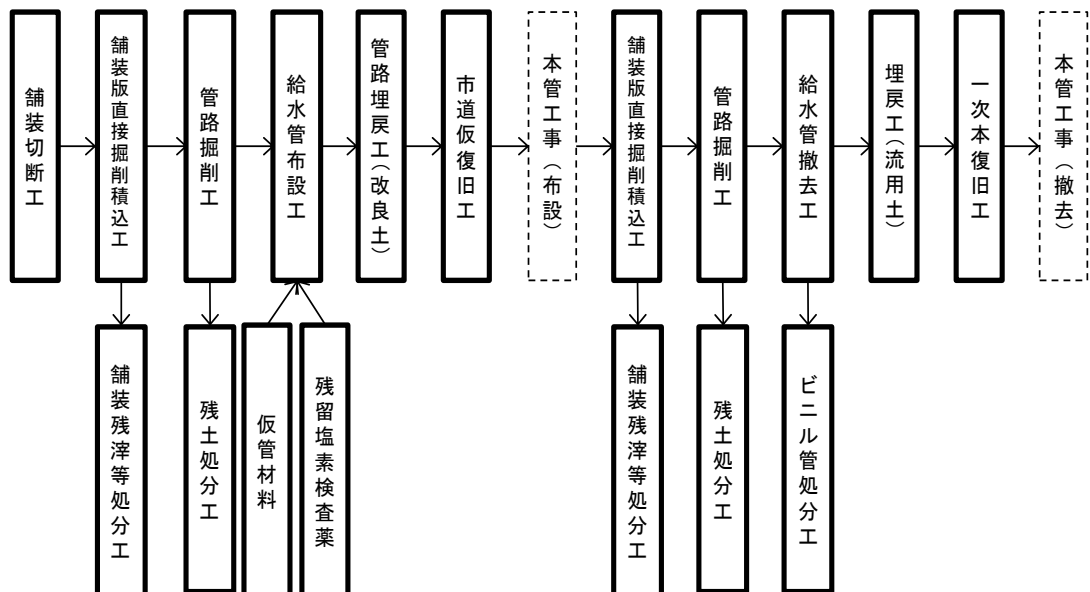 舗装切断工
舗装版直接掘削積込工
管路掘削工
給水管布設工
管路埋戻工（改良土）
市道仮復旧工
本管工事（布設）
舗装版直接掘削積込工
管路掘削工
給水管撤去工
埋戻工（流用土）
一次本復旧工
本管工事（撤去）
舗装残滓等処分工
残土処分工
仮管材料
残留塩素検査薬
舗装残滓等処分工
残土処分工
ビニル管処分工